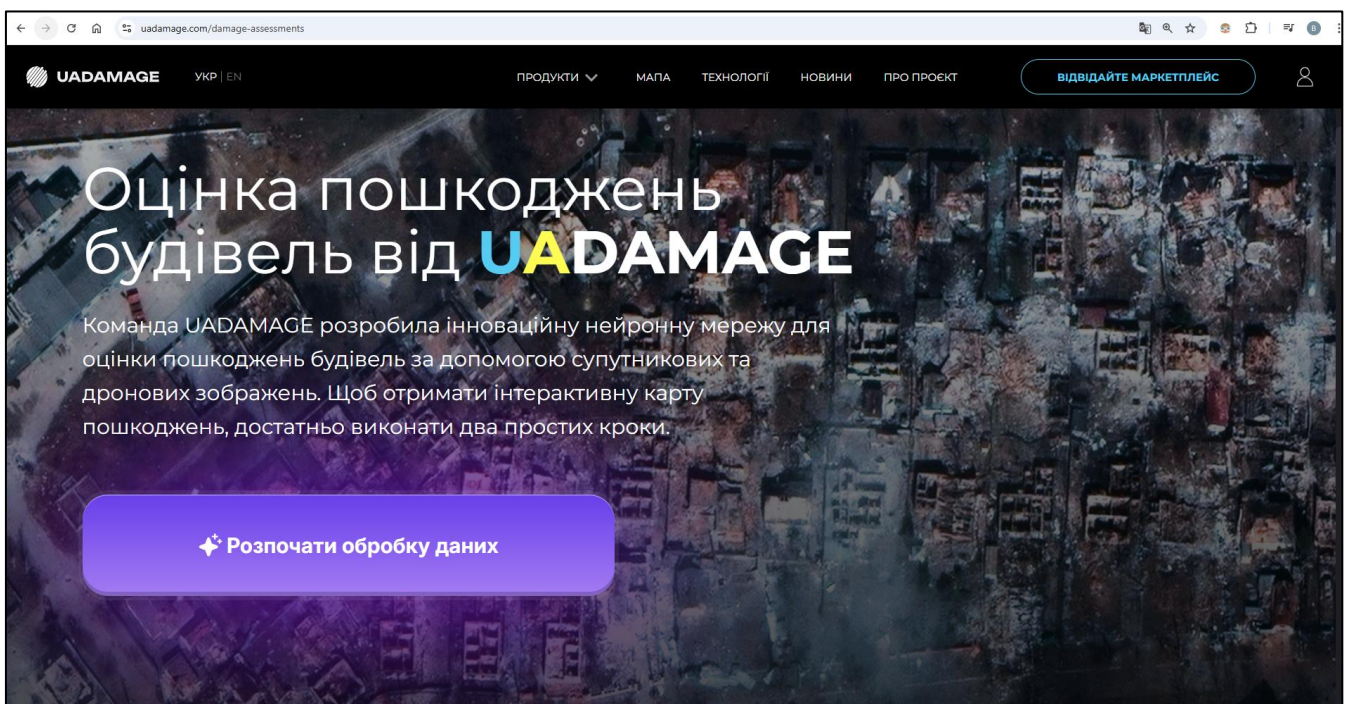 uadamage.com/damage-assessments
UADAMAGE
УКР | EN
ПРОДУКТИ
МАПА
ТЕХНОЛОГІЇ
НОВИНИ
ПРО ПРОЄКТ
ВІДВІДАЙТЕ МАРКЕТПЛЕЙС
B
Оцінка пошкоджень
будівель від UADAMAGE
Команда UADAMAGE розробила інноваційну нейронну мережу для
оцінки пошкоджень будівель за допомогою супутникових та
дронових зображень. Щоб отримати інтерактивну карту
пошкоджень, достатньо виконати два простих кроки.
Розпочати обробку даних